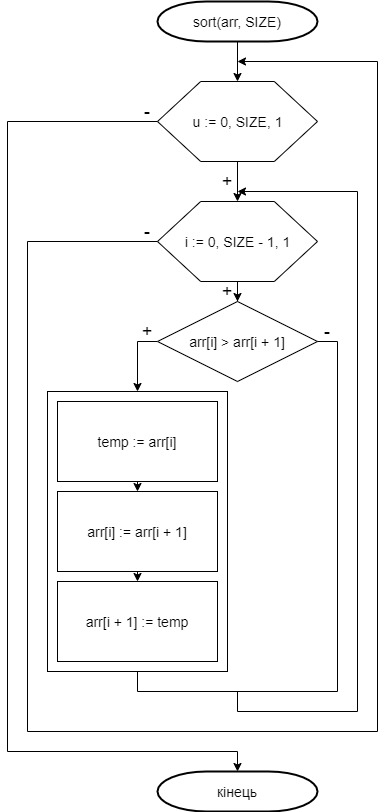 sort(arr, SIZE)
-
u := 0, SIZE, 1
+
-
i := 0, SIZE - 1, 1
+
+
arr[i] > arr[i + 1]
-
temp := arr[i]
arr[i] := arr[i + 1]
arr[i + 1] := temp
кінець